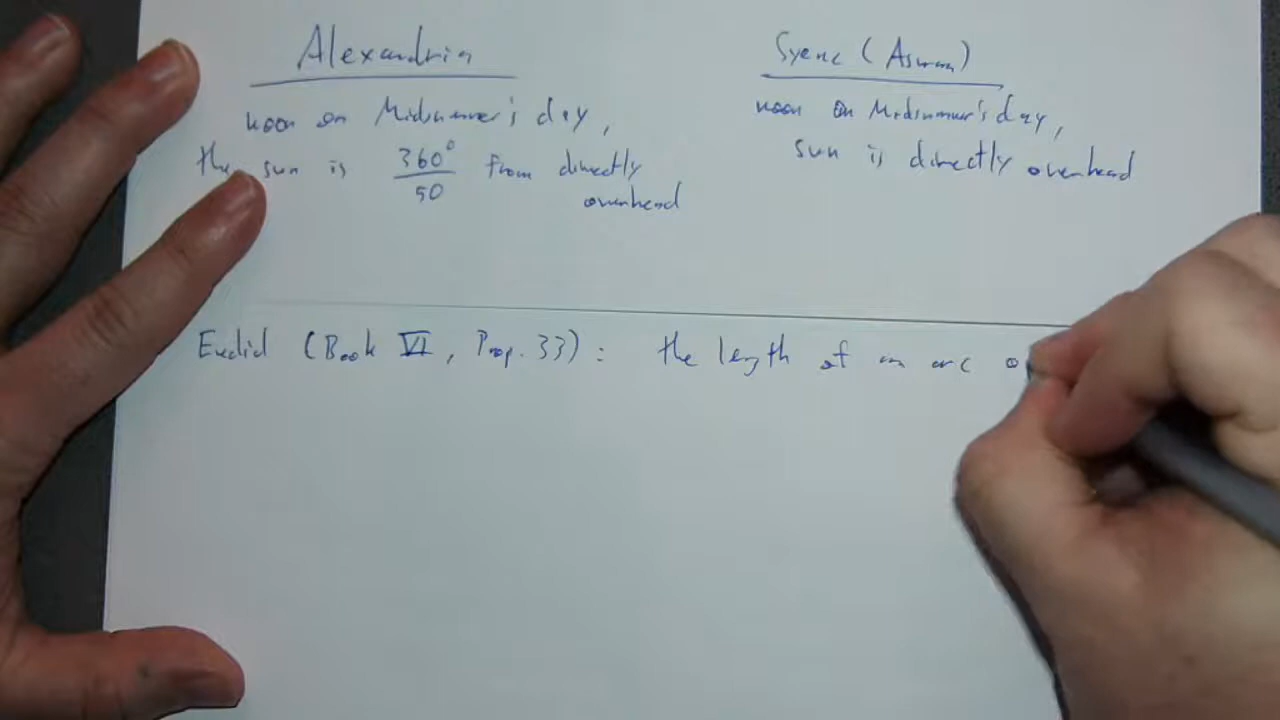 Alexandria
noon on Midsummer's day,
the sun is 360°/50 from directly
overhead
Syene (Aswan)
noon on Midsummer's day,
sun is directly overhead
Euclid (Book VI, Prop. 33): the length of an arc o